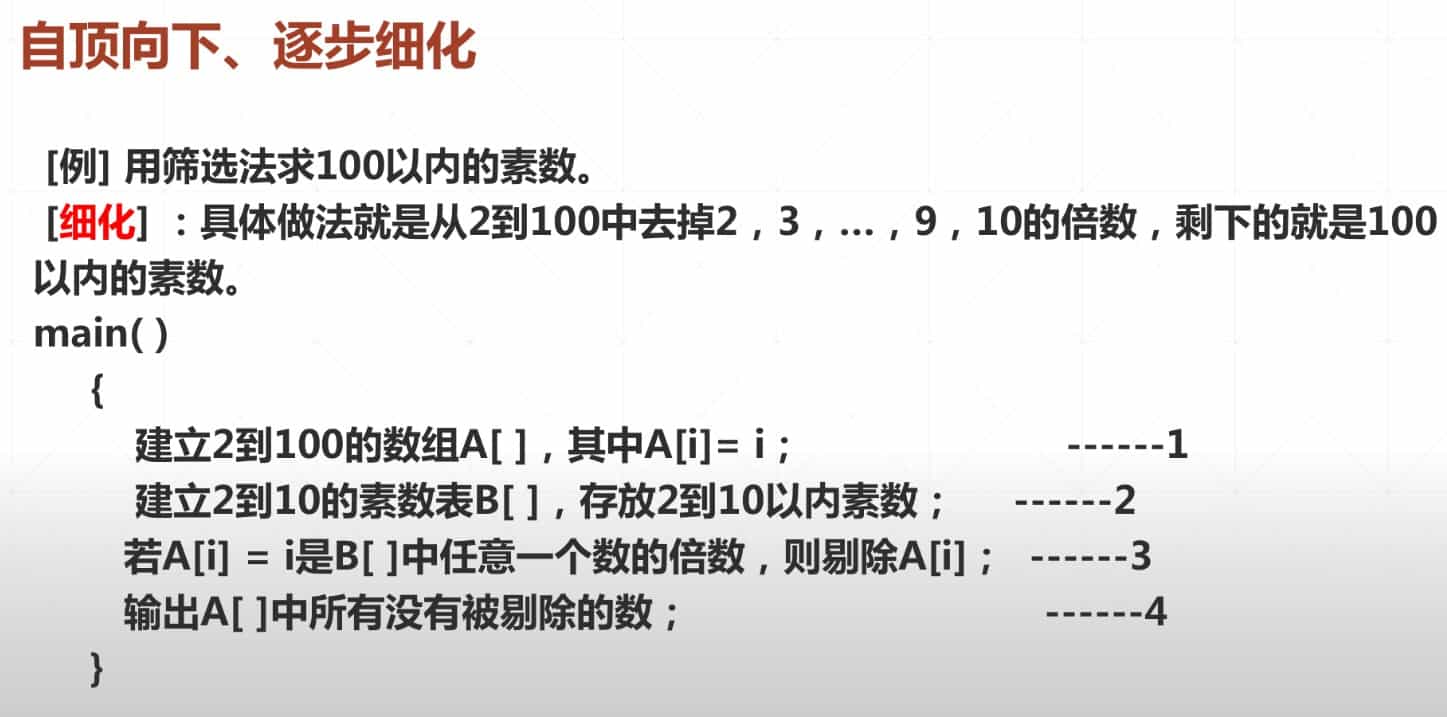 自顶向下、逐步细化
[例] 用筛选法求100以内的素数。
[细化] ：具体做法就是从2到100中去掉2，3，…，9，10的倍数，剩下的就是100
以内的素数。
main( )
{
建立2到100的数组A[ ]，其中A[i]= i； ------1
建立2到10的素数表B[ ]，存放2到10以内素数； ------2
若A[i] = i是B[ ]中任意一个数的倍数，则剔除A[i]； ------3
输出A[ ]中所有没有被剔除的数； ------4
}